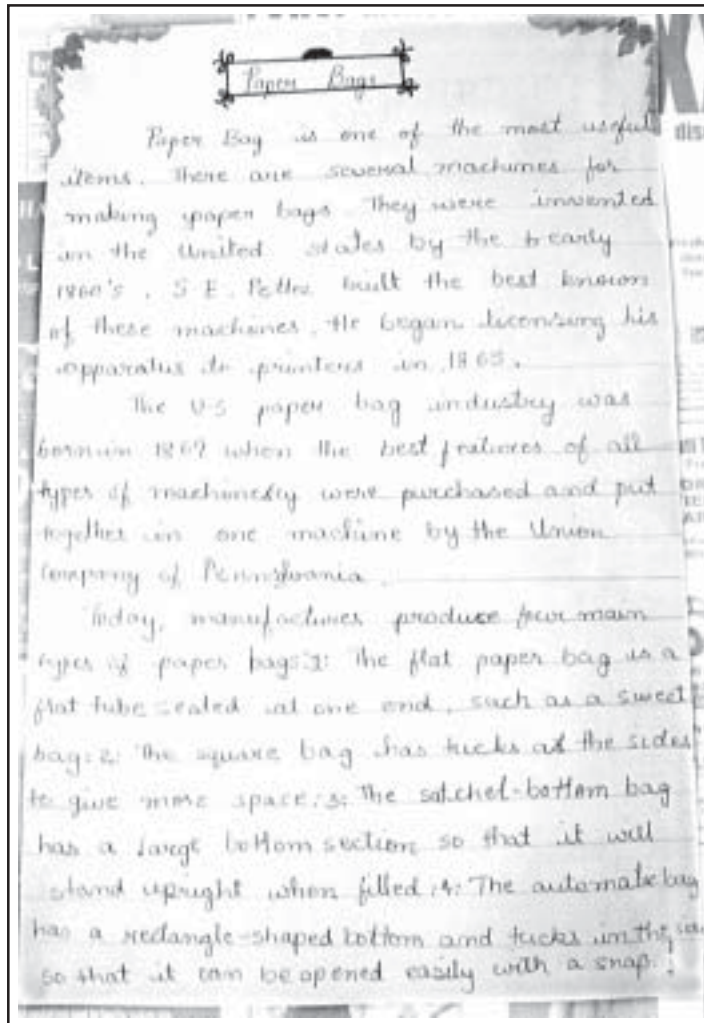 Paper Bags
Paper Bag is one of the most useful
items. There are several machines for
making paper bags. They were invented
in the United states by the early
1860's. S.E. Pettee built the best known
of these machines. He began licensing his
apparatus to printers in 1865.
The U.S paper bag industry was
born in 1869 when the best features of all
types of machinesty were purchased and put
together in one machine by the Union
Company of Pennsylvania.
Today, manufactures produce four main
types of paper bags:1: The flat paper bag is a
flat tube sealed at one end, such as a sweet
bag:2: The square bag has tucks at the sides
to give more space:3: The satchel-bottom bag
has a large bottom section so that it will
stand upright when filled:4: The automatic bag
has a rectangle-shaped bottom and tucks in the
so that it can be opened easily with a snap.!